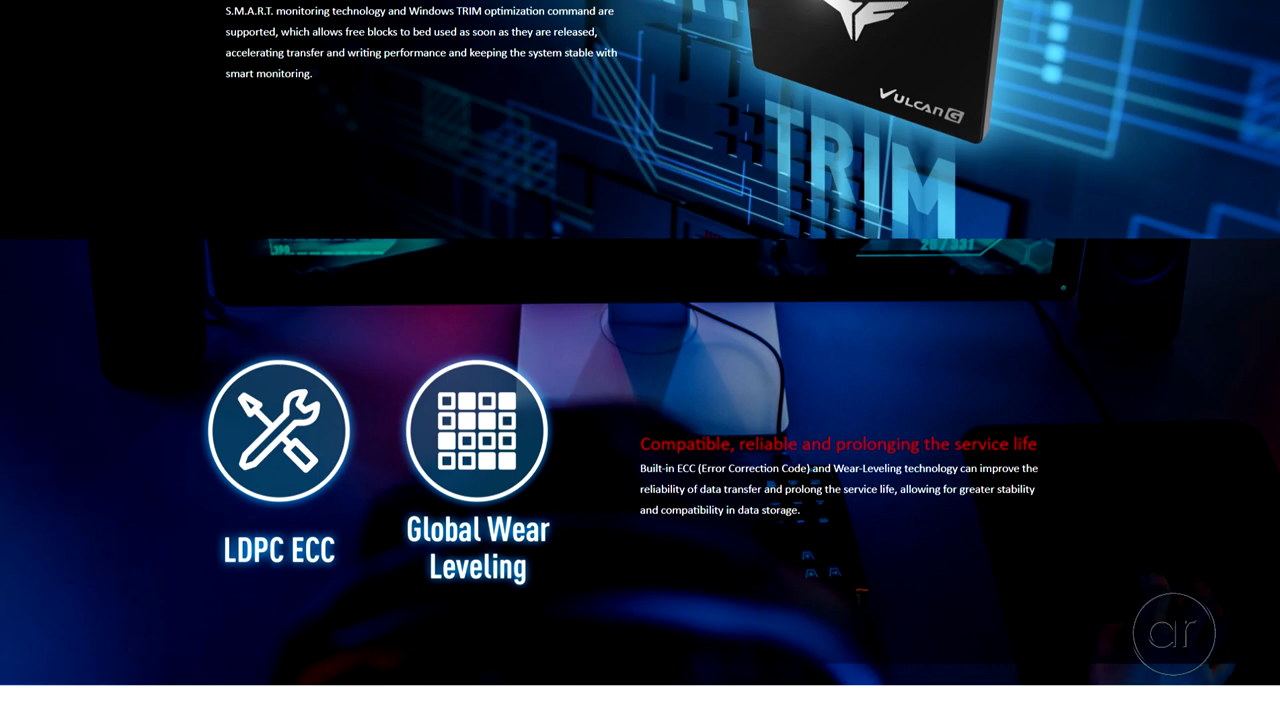 S.M.A.R.T. monitoring technology and Windows TRIM optimization command are
supported, which allows free blocks to bed used as soon as they are released,
accelerating transfer and writing performance and keeping the system stable with
smart monitoring.
VULCAN G
TRIM
Compatible, reliable and prolonging the service life
Built-in ECC (Error Correction Code) and Wear-Leveling technology can improve the
reliability of data transfer and prolong the service life, allowing for greater stability
and compatibility in data storage.
LDPC ECC
Global Wear
Leveling
ar